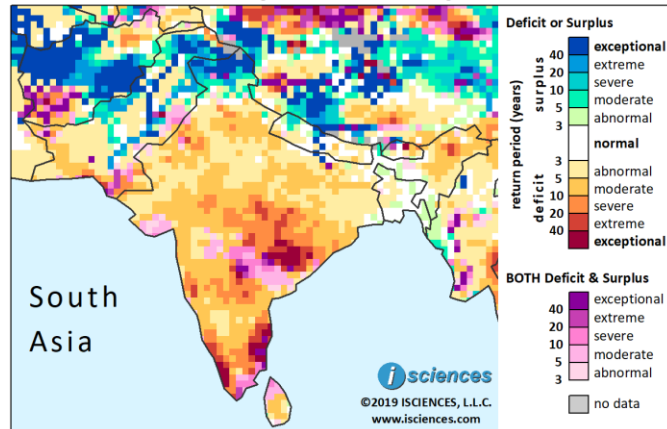 South
Asia
i sciences
©2019 ISCIENCES, L.L.C.
www.isciences.com
Deficit or Surplus
return period (years)
surplus
deficit
exceptional
40
extreme
20
severe
10
moderate
5
abnormal
3
normal
3
abnormal
5
moderate
10
severe
20
extreme
40
exceptional
BOTH Deficit & Surplus
exceptional
40
extreme
20
severe
10
moderate
5
abnormal
3
no data